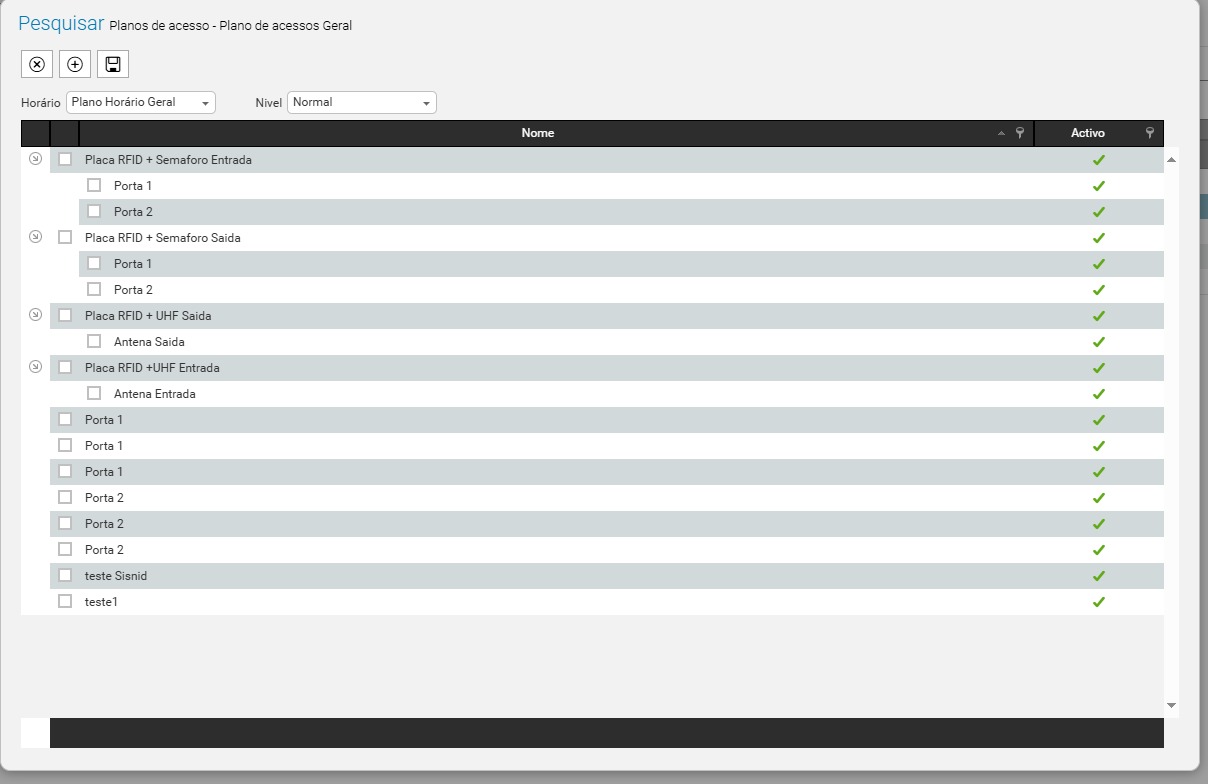 Pesquisar Planos de acesso - Plano de acessos Geral
Horário Plano Horário Geral Nivel Normal
Nome Activo
Placa RFID + Semaforo Entrada
Porta 1
Porta 2
Placa RFID + Semaforo Saida
Porta 1
Porta 2
Placa RFID + UHF Saida
Antena Saida
Placa RFID +UHF Entrada
Antena Entrada
Porta 1
Porta 1
Porta 1
Porta 2
Porta 2
Porta 2
teste Sisnid
teste1